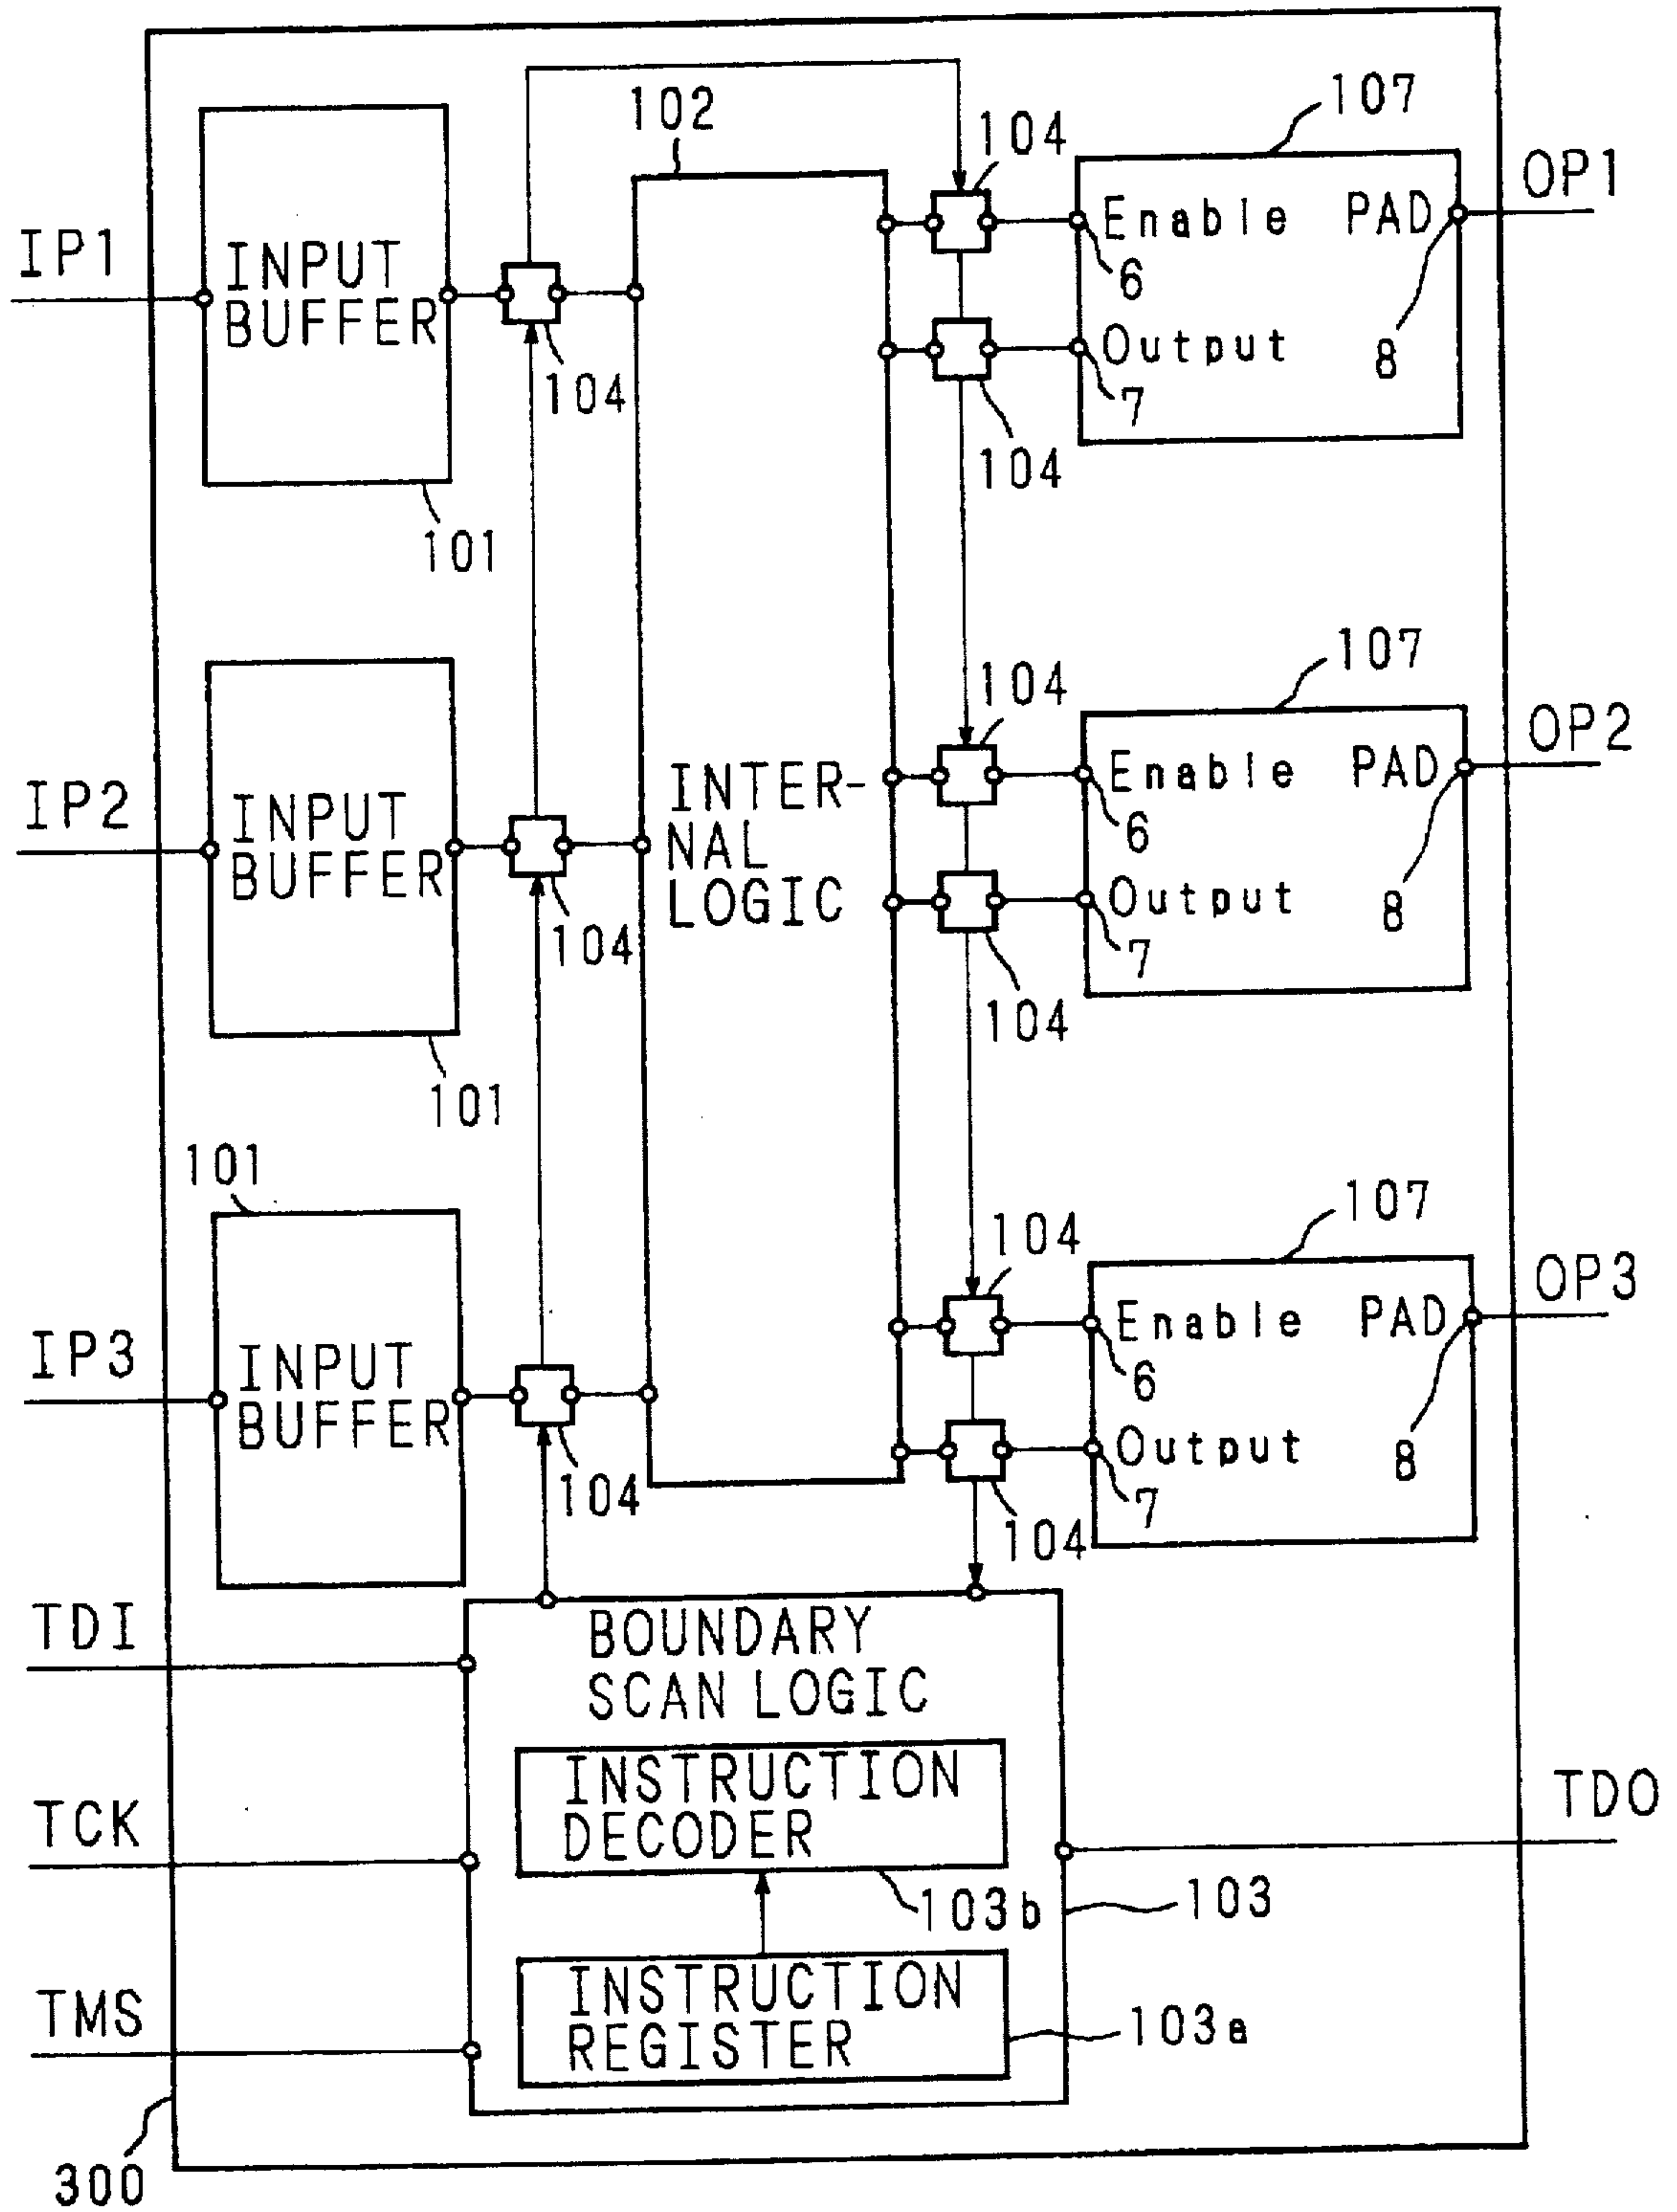 102
104
107
OP1
IP1
INPUT
BUFFER
Enable PAD
6
Output
8
7
104
104
101
107
104
OP2
IP2
INPUT
BUFFER
INTER-
NAL
LOGIC
Enable PAD
6
Output
8
7
104
104
101
101
107
104
OP3
IP3
INPUT
BUFFER
Enable PAD
6
Output
8
7
104
104
TDI
BOUNDARY
SCAN LOGIC
INSTRUCTION
DECODER
TCK
TDO
103b
103
INSTRUCTION
REGISTER
TMS
103a
300